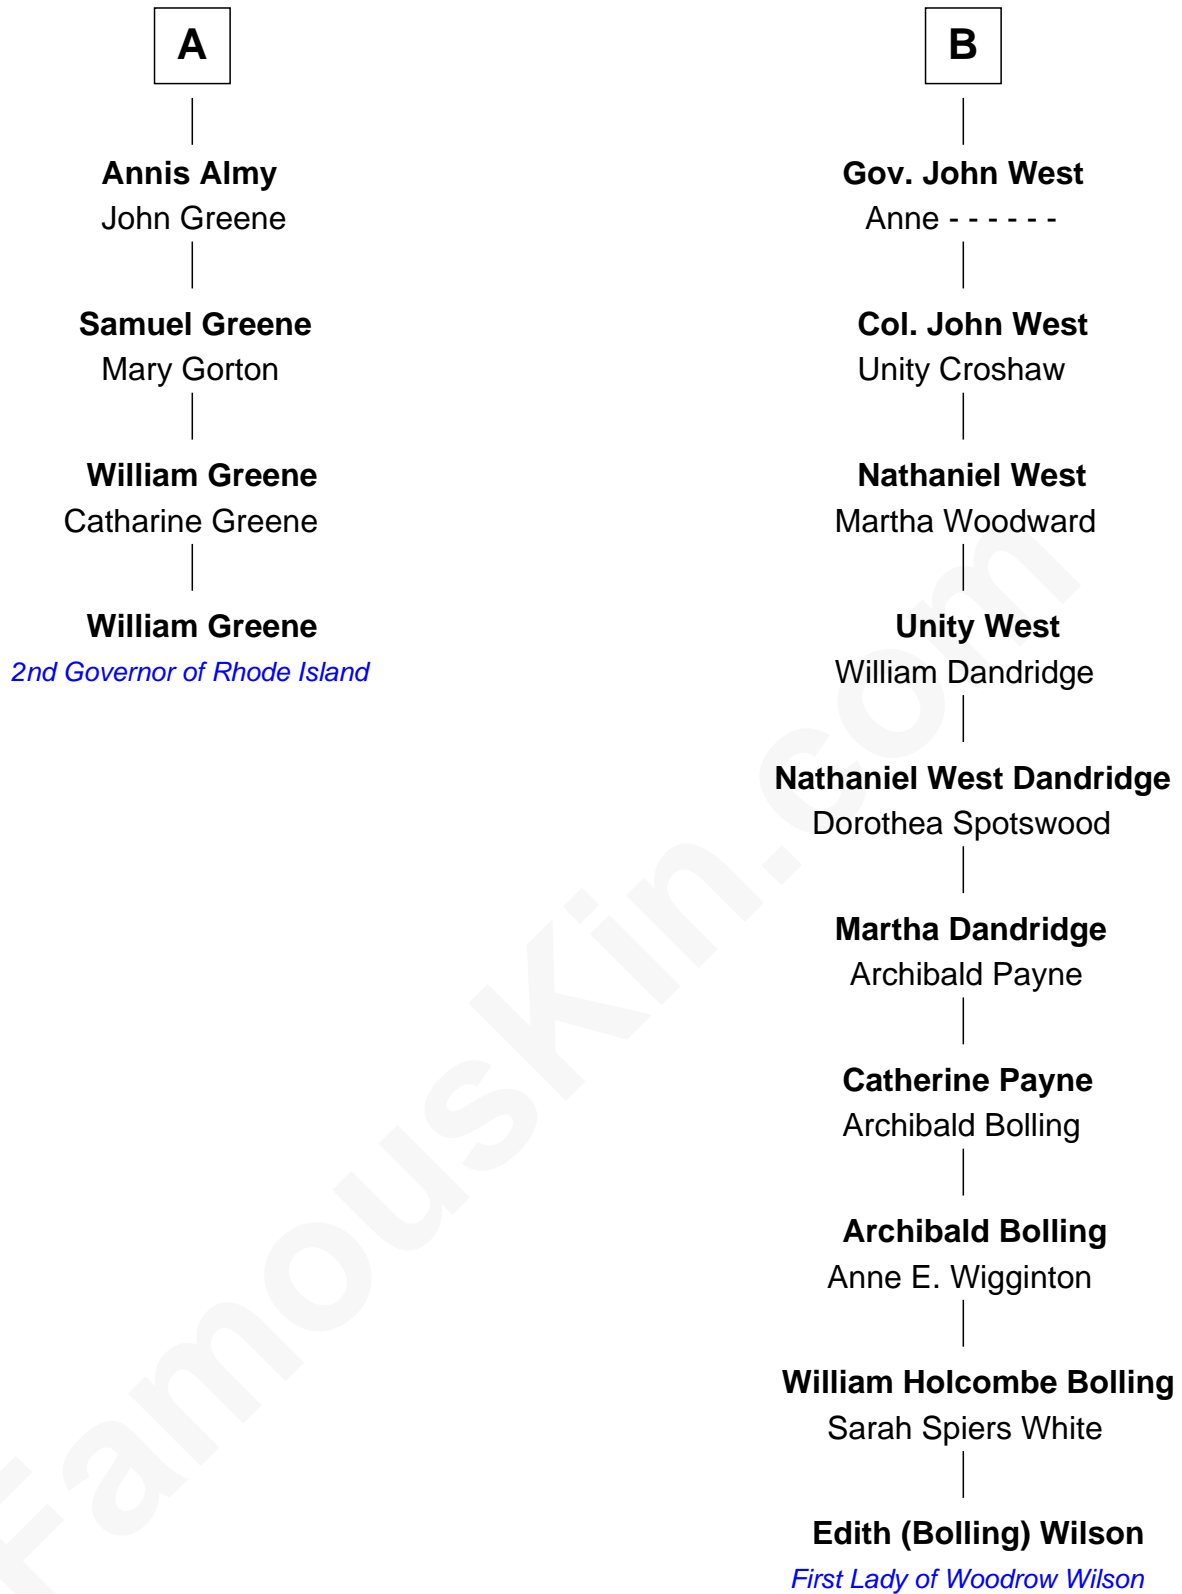 A
Annis Almy
John Greene
Samuel Greene
Mary Gorton
William Greene
Catharine Greene
William Greene
2nd Governor of Rhode Island
B
Gov. John West
Anne - - - - - -
Col. John West
Unity Croshaw
Nathaniel West
Martha Woodward
Unity West
William Dandridge
Nathaniel West Dandridge
Dorothea Spotswood
Martha Dandridge
Archibald Payne
Catherine Payne
Archibald Bolling
Archibald Bolling
Anne E. Wigginton
William Holcombe Bolling
Sarah Spiers White
Edith (Bolling) Wilson
First Lady of Woodrow Wilson
FamousKin.com